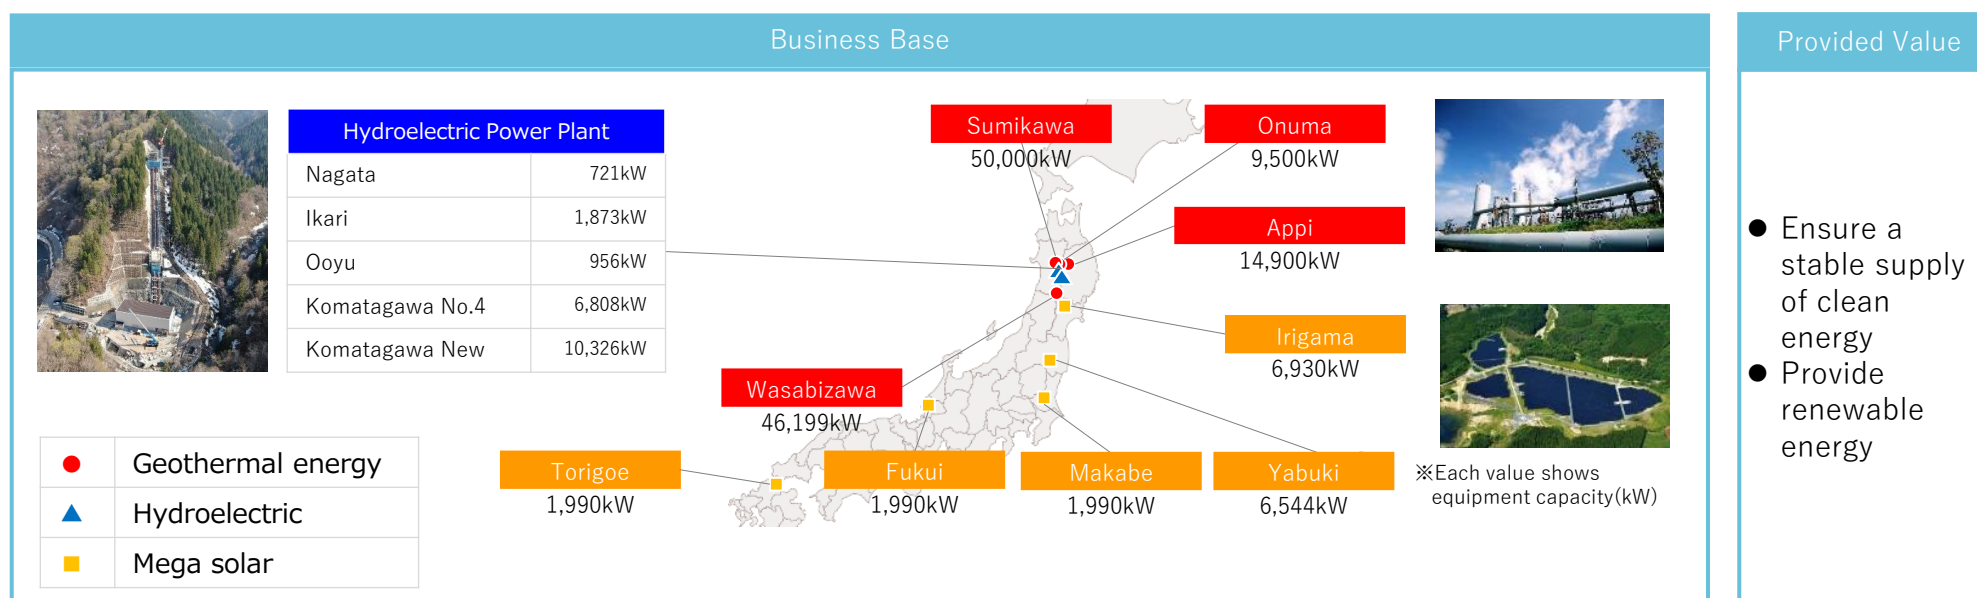 Business Base
Provided Value
Hydroelectric Power Plant
Nagata 721kW
Ikari 1,873kW
Ooyu 956kW
Komatagawa No.4 6,808kW
Komatagawa New 10,326kW
Sumikawa
50,000kW
Onuma
9,500kW
Appi
14,900kW
Irigama
6,930kW
Wasabizawa
46,199kW
Torigoe
1,990kW
Fukui
1,990kW
Makabe
1,990kW
Yabuki
6,544kW
※Each value shows
equipment capacity(kW)
Geothermal energy
Hydroelectric
Mega solar
● Ensure a
stable supply
of clean
energy
● Provide
renewable
energy